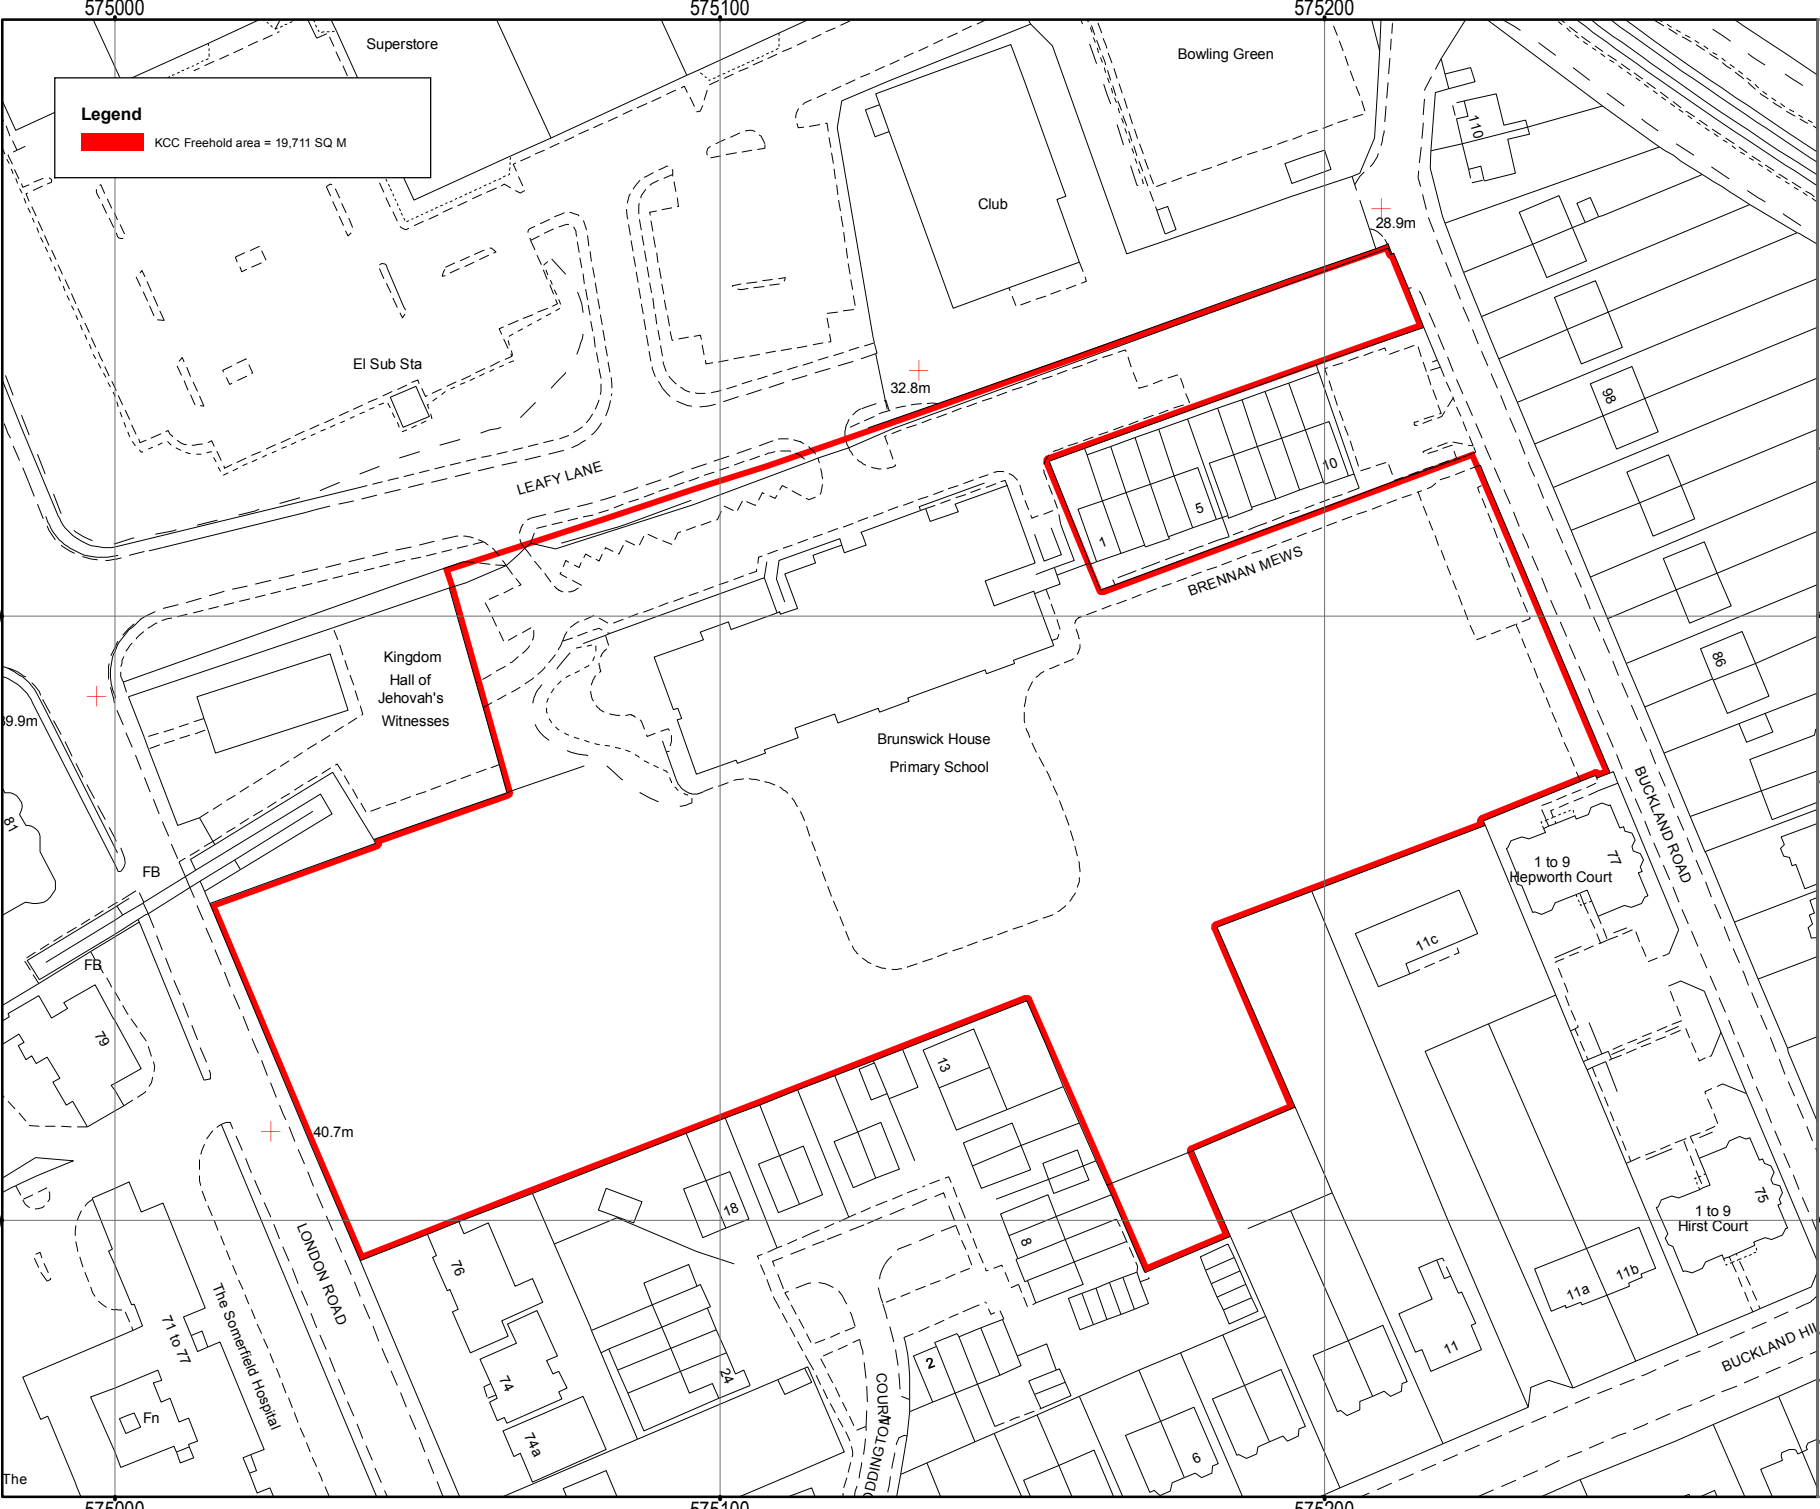 575000
575100
575200
Superstore
Bowling Green
Legend
KCC Freehold area = 19,711 SQ M
110
Club
28.9m
El Sub Sta
32.8m
98
LEAFY LANE
10
5
1
BRENNAN MEWS
Kingdom
Hall of
Jehovah's
Witnesses
86
39.9m
Brunswick House
Primary School
BUCKLAND ROAD
81
FB
1 to 9
Hepworth Court
77
11c
FB
79
13
40.7m
18
8
75
1 to 9
Hirst Court
LONDON ROAD
76
11b
11a
The Somerfield Hospital
71 to 77
11
2
24
74
BUCKLAND HIL
Fn
74a
6
The
575000
575100
575200